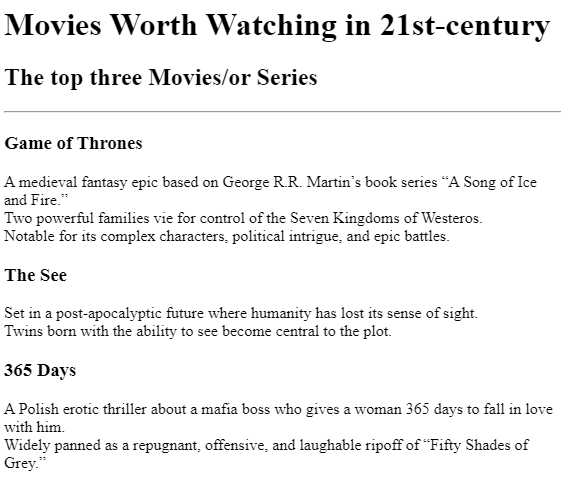 Movies Worth Watching in 21st-century
The top three Movies/or Series
Game of Thrones
A medieval fantasy epic based on George R.R. Martin’s book series “A Song of Ice
and Fire.”
Two powerful families vie for control of the Seven Kingdoms of Westeros.
Notable for its complex characters, political intrigue, and epic battles.
The See
Set in a post-apocalyptic future where humanity has lost its sense of sight.
Twins born with the ability to see become central to the plot.
365 Days
A Polish erotic thriller about a mafia boss who gives a woman 365 days to fall in love
with him.
Widely panned as a repugnant, offensive, and laughable ripoff of “Fifty Shades of
Grey.”